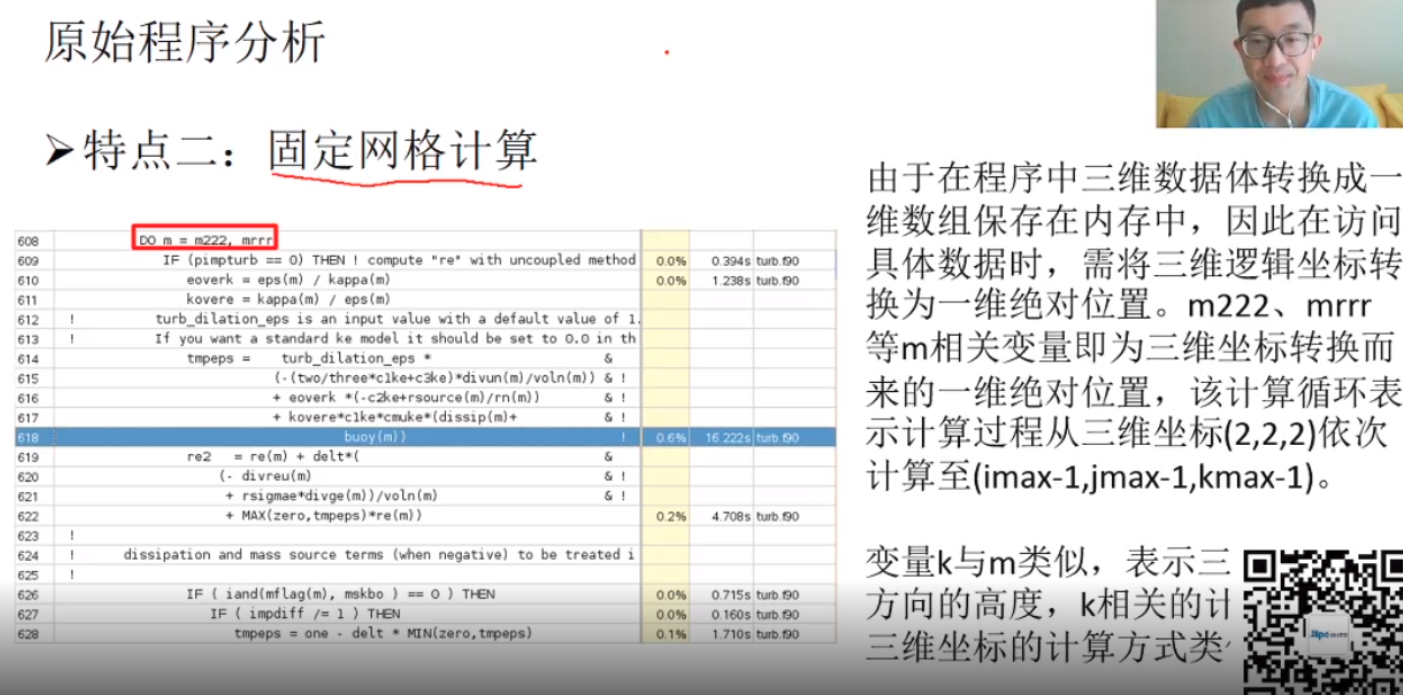 原始程序分析
➢特点二：固定网格计算
608 DO m = m222, mrrr
609 IF (pimpturb == 0) THEN ! compute "re" with uncoupled method 0.0% 0.394s turb.f90
610 eoverk = eps(m) / kappa(m) 0.0% 1.238s turb.f90
611 kovere = kappa(m) / eps(m)
612 ! turb_dilation_eps is an input value with a default value of 1.
613 ! If you want a standard ke model it should be set to 0.0 in th
614 tmpeps = turb_dilation_eps * &
615 (-(two/three*c1ke+c3ke)*divun(m)/voln(m)) & !
616 + eoverk *(-c2ke+rsource(m)/rn(m)) & !
617 + kovere*c1ke*cmuke*(dissip(m)+ & !
618 buoy(m)) ! 0.6% 16.222s turb.f90
619 re2 = re(m) + delt*( &
620 (- divreu(m) & !
621 + rsigmae*divge(m))/voln(m) & !
622 + MAX(zero,tmpeps)*re(m)) 0.2% 4.708s turb.f90
623 !
624 ! dissipation and mass source terms (when negative) to be treated i
625 !
626 IF ( iand(mflag(m), mskbo ) == 0 ) THEN 0.0% 0.715s turb.f90
627 IF ( impdiff /= 1 ) THEN 0.0% 0.160s turb.f90
628 tmpeps = one - delt * MIN(zero,tmpeps) 0.1% 1.710s turb.f90
由于在程序中三维数据体转换成一
维数组保存在内存中，因此在访问
具体数据时，需将三维逻辑坐标转
换为一维绝对位置。m222、mrrr
等m相关变量即为三维坐标转换而
来的一维绝对位置，该计算循环表
示计算过程从三维坐标(2,2,2)依次
计算至(imax-1,jmax-1,kmax-1)。
变量k与m类似，表示三
方向的高度，k相关的计
三维坐标的计算方式类